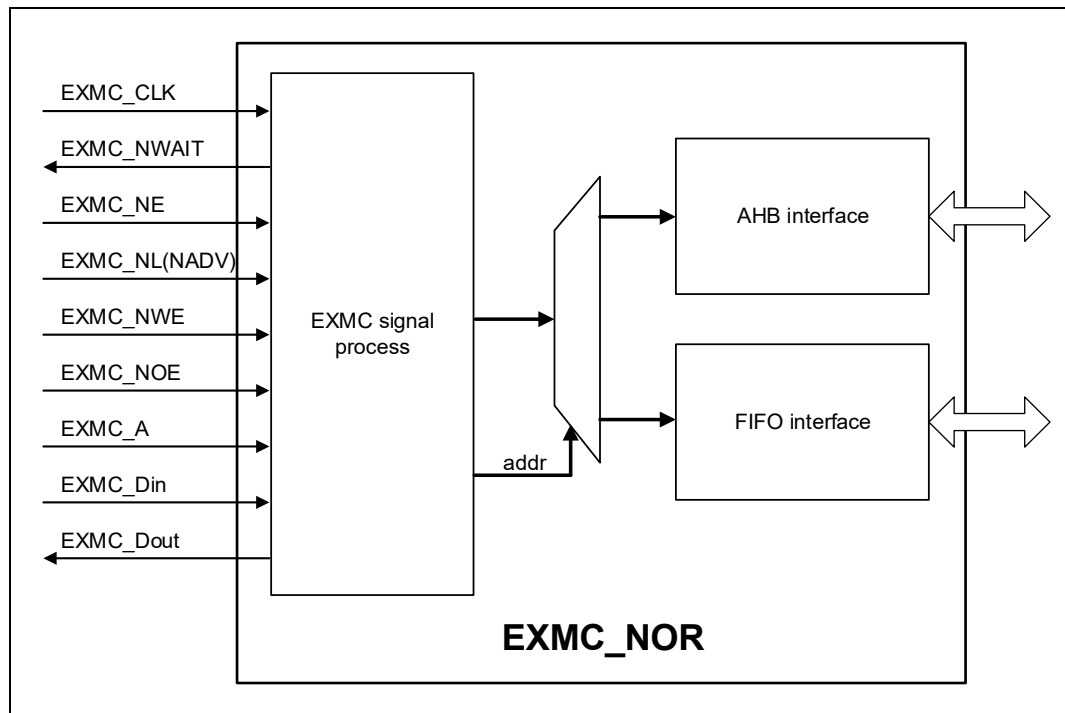 EXMC_CLK
EXMC_NWAIT
EXMC_NE
EXMC_NL(NADV)
EXMC_NWE
EXMC_NOE
EXMC_A
EXMC_Din
EXMC_Dout
EXMC signal
process
addr
AHB interface
FIFO interface
EXMC_NOR